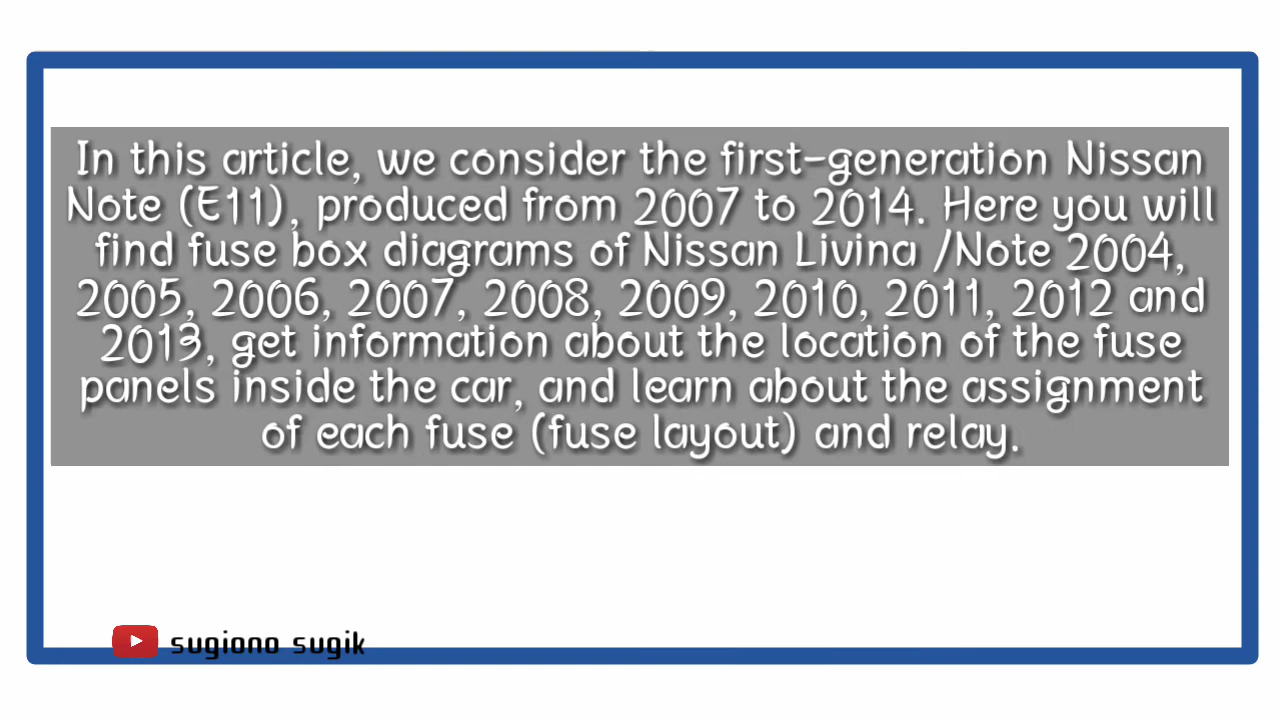 In this article, we consider the first-generation Nissan
Note (E11), produced from 2007 to 2014. Here you will
find fuse box diagrams of Nissan Livina /Note 2004,
2005, 2006, 2007, 2008, 2009, 2010, 2011, 2012 and
2013, get information about the location of the fuse
panels inside the car, and learn about the assignment
of each fuse (fuse layout) and relay.
sugiono sugik